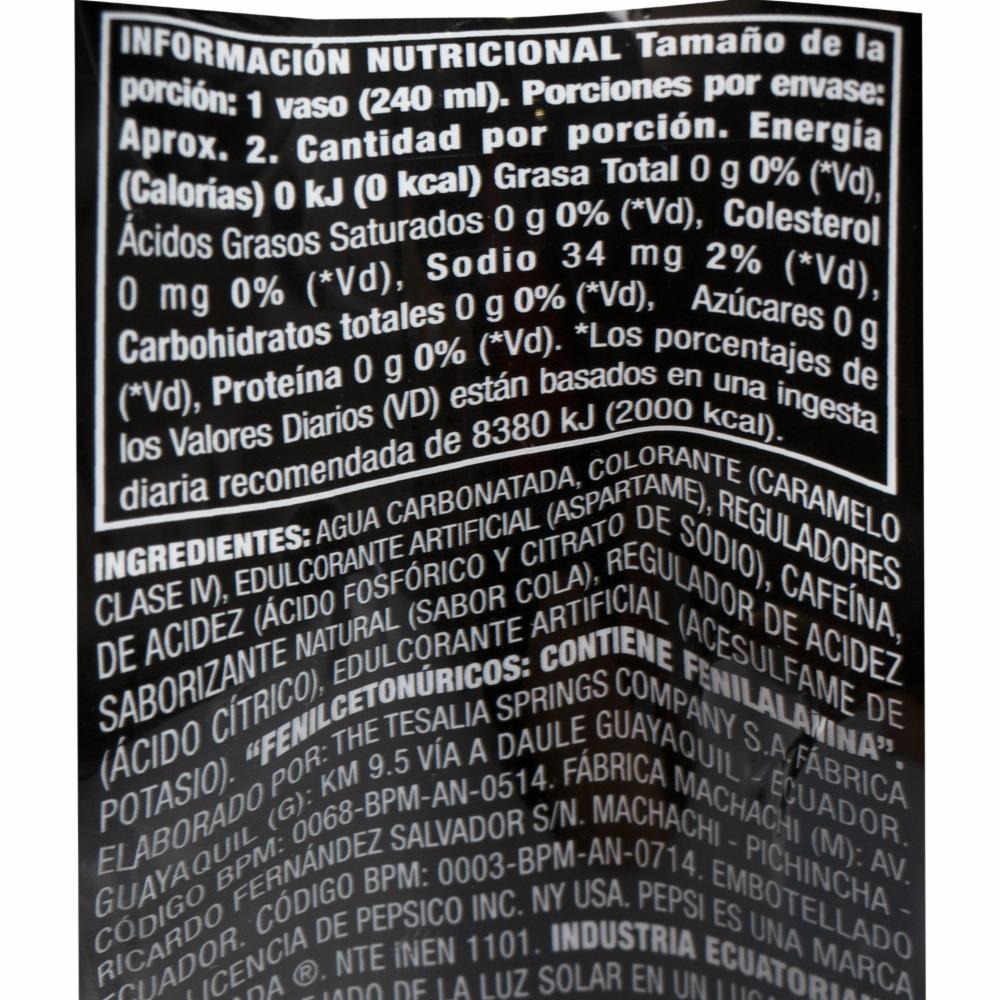 INFORMACIÓN NUTRICIONAL Tamaño de la
porción: 1 vaso (240 ml). Porciones por envase:
Aprox. 2. Cantidad por porción. Energía
(Calorías) 0 kJ (0 kcal) Grasa Total 0 g 0% (*Vd),
Ácidos Grasos Saturados 0 g 0% (*Vd), Colesterol
0 mg 0% (*Vd), Sodio 34 mg 2% (*Vd),
Carbohidratos totales 0 g 0% (*Vd), Azúcares 0 g
(*Vd), Proteína 0 g 0% (*Vd). *Los porcentajes de
los Valores Diarios (VD) están basados en una ingesta
diaria recomendada de 8380 kJ (2000 kcal).
INGREDIENTES: AGUA CARBONATADA, COLORANTE (CARAMELO
CLASE IV), EDULCORANTE ARTIFICIAL (ASPARTAME), REGULADORES
DE ACIDEZ (ÁCIDO FOSFÓRICO Y CITRATO DE SODIO), CAFEÍNA,
SABORIZANTE NATURAL (SABOR COLA), REGULADOR DE ACIDEZ
(ÁCIDO CÍTRICO), EDULCORANTE ARTIFICIAL (ACESULFAME DE
POTASIO). “FENILCETONÚRICOS: CONTIENE FENILALANINA”.
ELABORADO POR: THE TESALIA SPRINGS COMPANY S.A. FÁBRICA
GUAYAQUIL (G): KM 9.5 VÍA A DAULE GUAYAQUIL - ECUADOR.
CÓDIGO BPM: 0068-BPM-AN-0514. FÁBRICA MACHACHI (M): AV.
RICARDO FERNÁNDEZ SALVADOR S/N. MACHACHI - PICHINCHA -
ECUADOR. CÓDIGO BPM: 0003-BPM-AN-0714. EMBOTELLADO
LICENCIA DE PEPSICO INC. NY USA. PEPSI ES UNA MARCA
®. NTE INEN 1101. INDUSTRIA
DE LA LUZ SOLAR EN UN